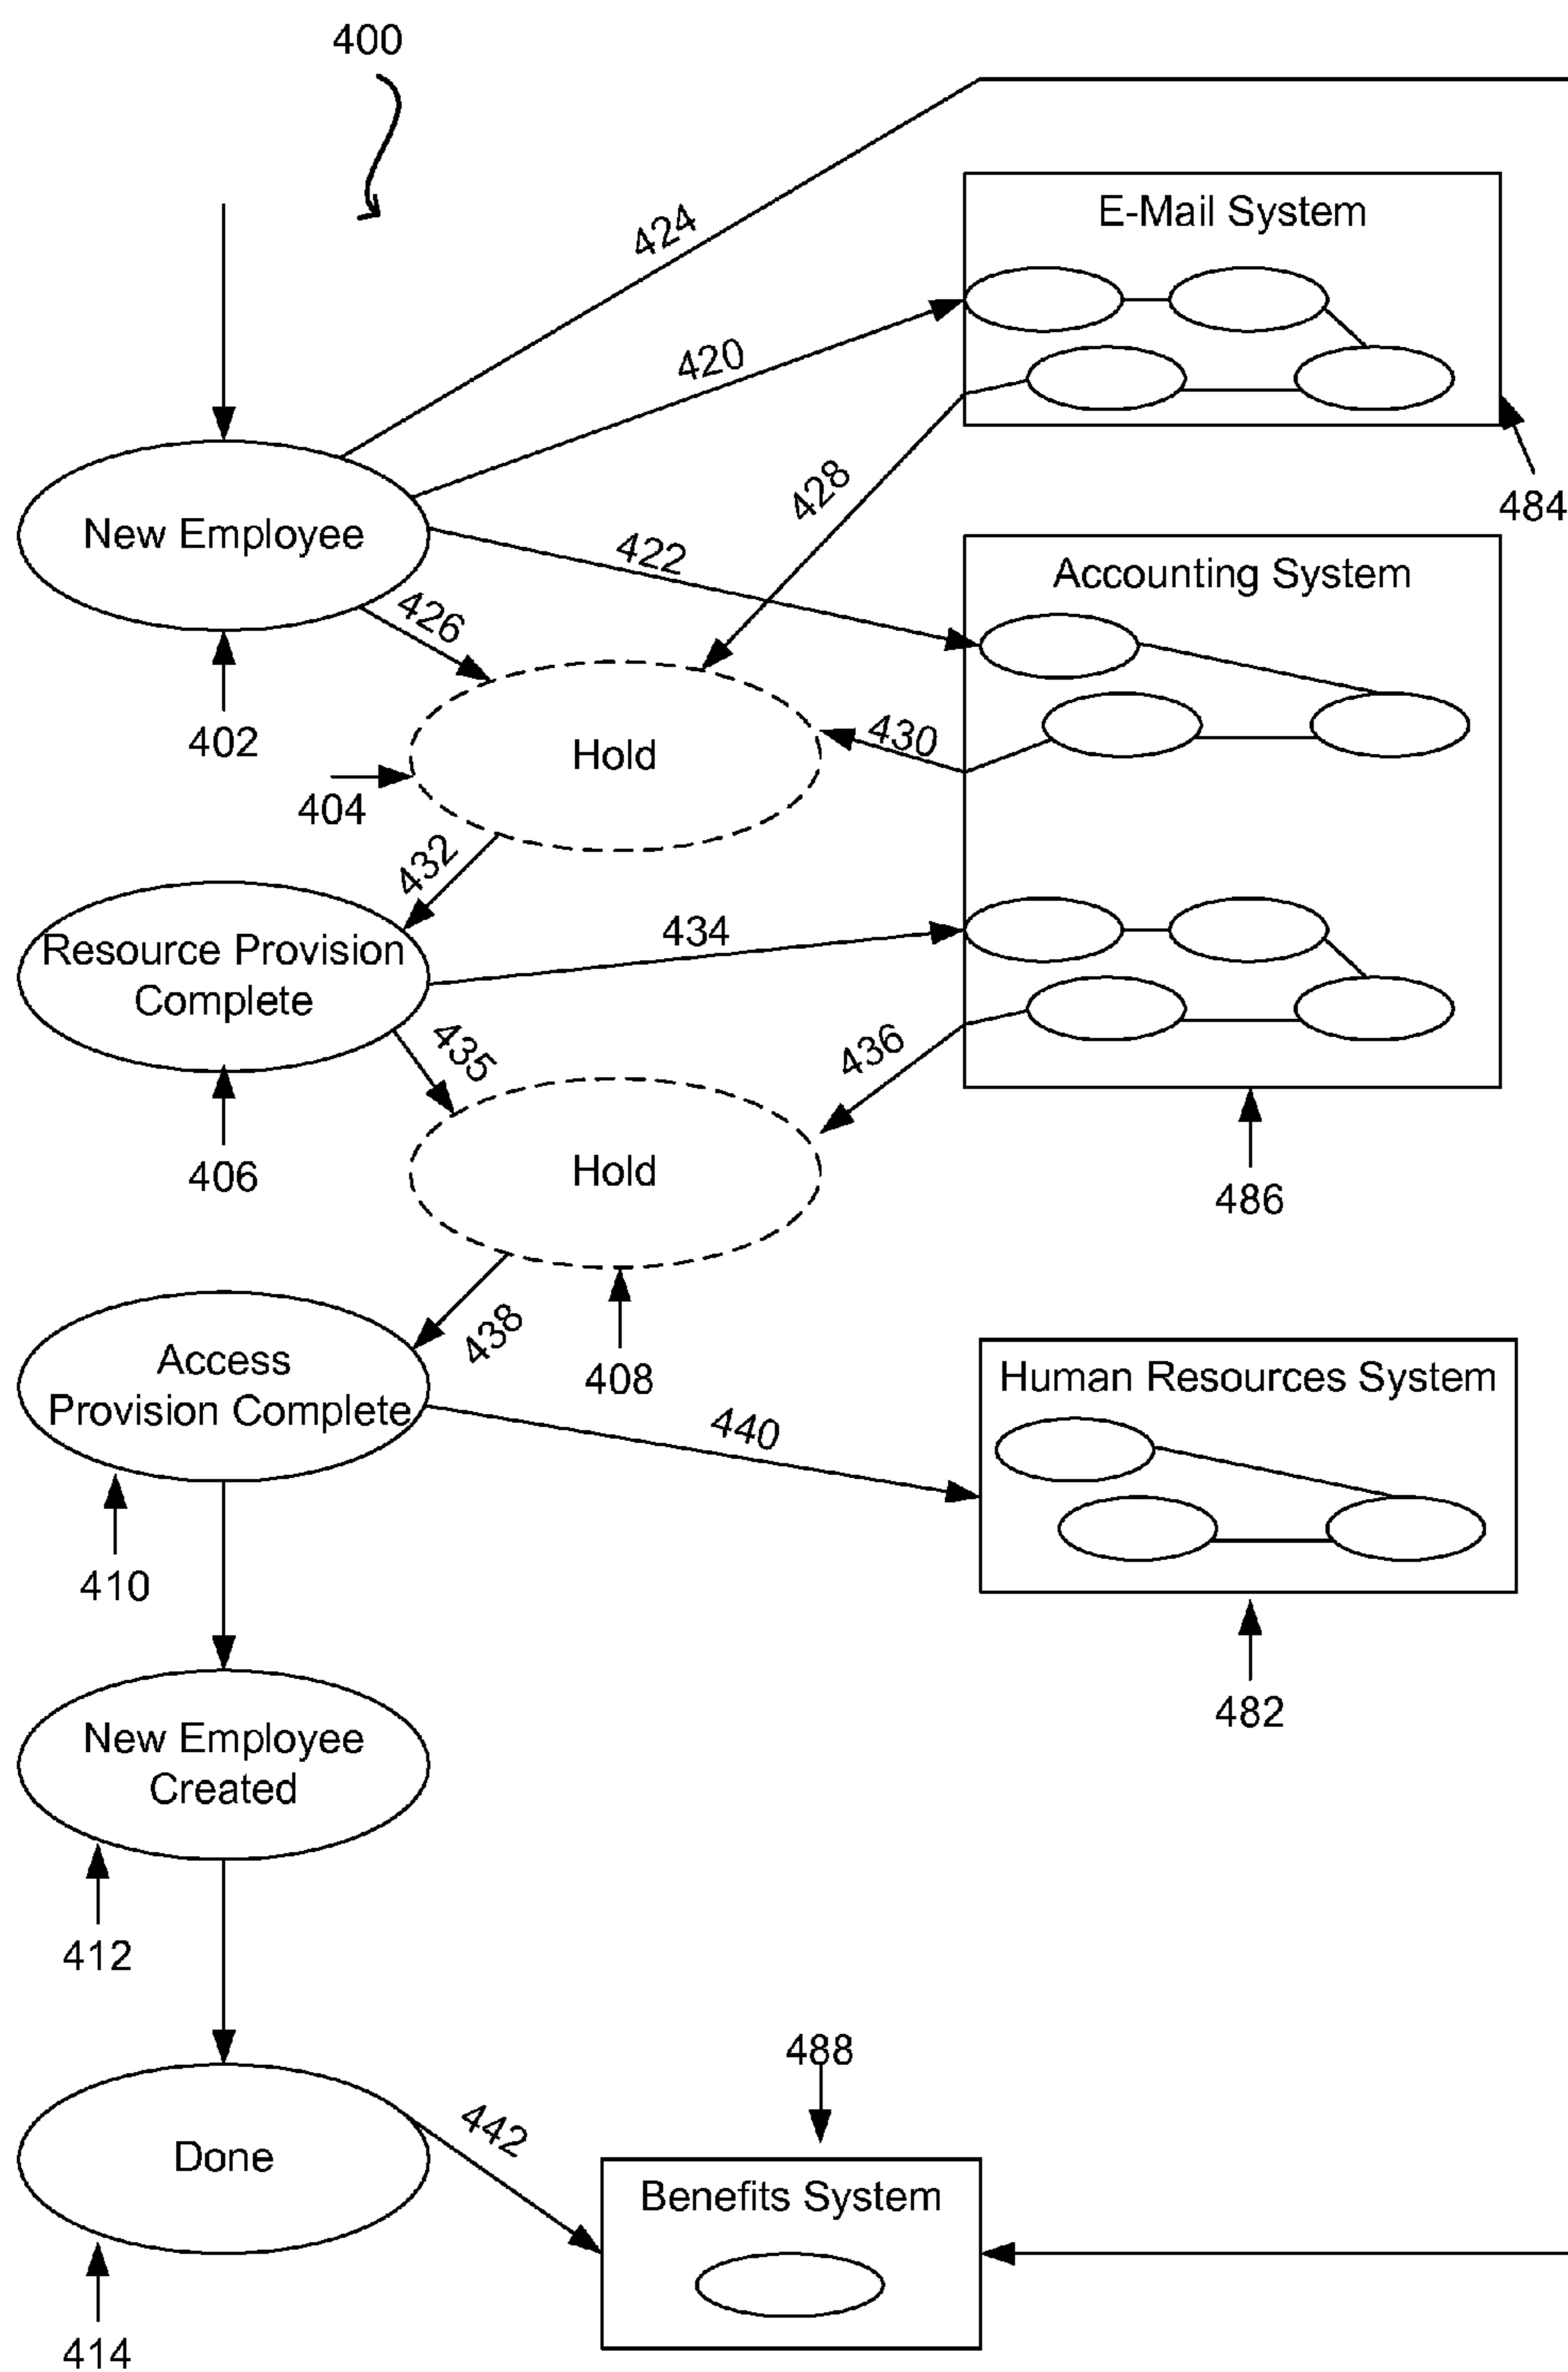 400
424
E-Mail System
420
428
484
New Employee
422
Accounting System
426
402
Hold
430
404
432
Resource Provision
Complete
434
435
436
406
Hold
486
438
408
Access
Provision Complete
440
Human Resources System
410
482
New Employee
Created
412
488
442
Done
Benefits System
414